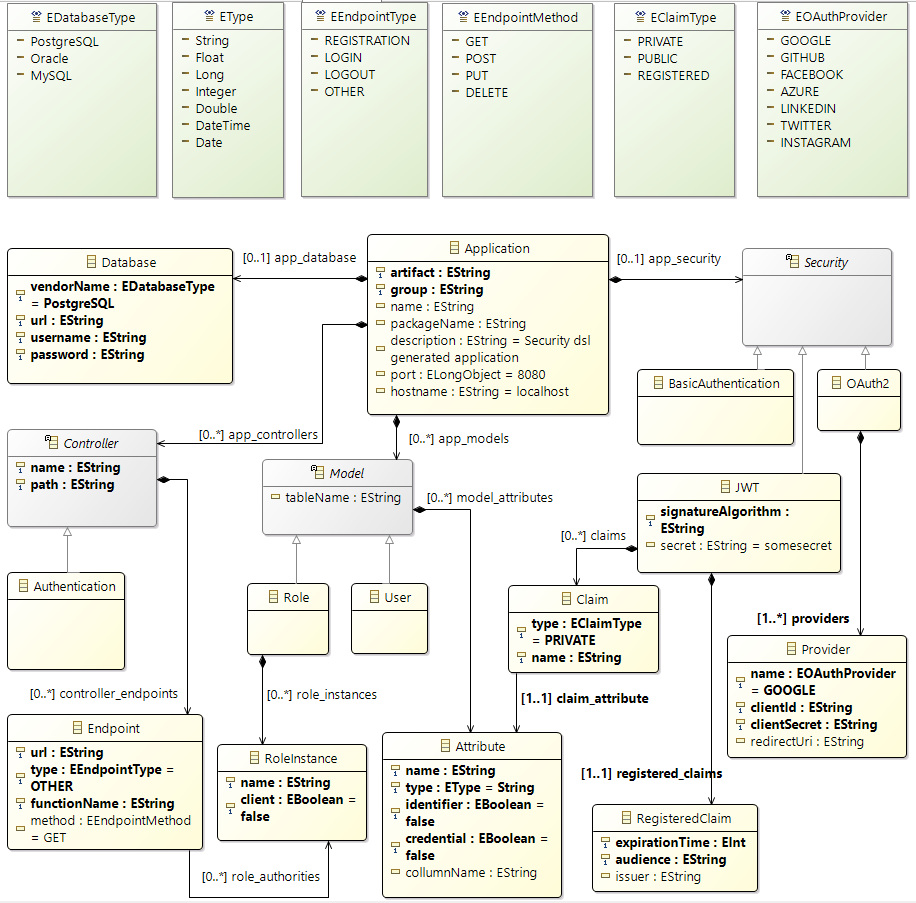 EDatabaseType
PostgreSQL
Oracle
MySQL
EType
String
Float
Long
Integer
Double
DateTime
Date
EEndpointType
REGISTRATION
LOGIN
LOGOUT
OTHER
EEndpointMethod
GET
POST
PUT
DELETE
EClaimType
PRIVATE
PUBLIC
REGISTERED
EOAuthProvider
GOOGLE
GITHUB
FACEBOOK
AZURE
LINKEDIN
TWITTER
INSTAGRAM
Database
vendorName : EDatabaseType
= PostgreSQL
url : EString
username : EString
password : EString
[0..1] app_database
Application
artifact : EString
group : EString
name : EString
packageName : EString
description : EString = Security dsl
generated application
port : ELongObject = 8080
hostname : EString = localhost
[0..1] app_security
Security
BasicAuthentication
OAuth2
[0..*] app_controllers
[0..*] app_models
Controller
name : EString
path : EString
Model
tableName : EString
[0..*] model_attributes
JWT
signatureAlgorithm :
EString
secret : EString = somesecret
[0..*] claims
Authentication
Role
User
Claim
type : EClaimType
= PRIVATE
name : EString
[1..*] providers
Provider
name : EOAuthProvider
= GOOGLE
clientId : EString
clientSecret : EString
redirectUri : EString
[0..*] controller_endpoints
[0..*] role_instances
[1..1] claim_attribute
Endpoint
url : EString
type : EEndpointType =
OTHER
functionName : EString
method : EEndpointMethod
= GET
RoleInstance
name : EString
client : EBoolean =
false
Attribute
name : EString
type : EType = String
identifier : EBoolean =
false
credential : EBoolean =
false
collumnName : EString
[1..1] registered_claims
RegisteredClaim
expirationTime : EInt
audience : EString
issuer : EString
[0..*] role_authorities